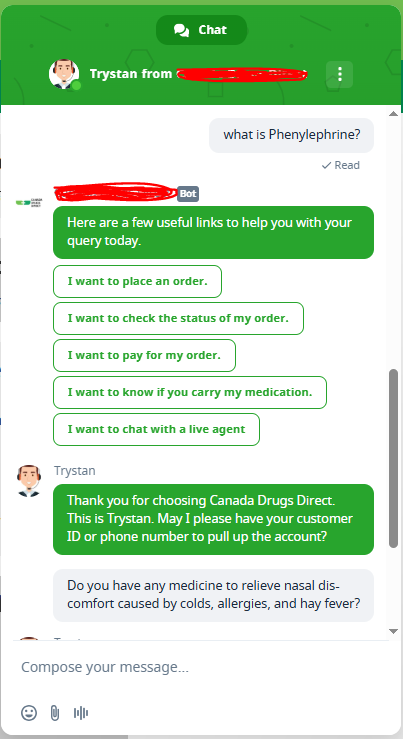 Chat
Trystan from
what is Phenylephrine?
Read
Bot
Here are a few useful links to help you with your
query today.
I want to place an order.
I want to check the status of my order.
I want to pay for my order.
I want to know if you carry my medication.
I want to chat with a live agent
Trystan
Thank you for choosing Canada Drugs Direct.
This is Trystan. May I please have your customer
ID or phone number to pull up the account?
Do you have any medicine to relieve nasal dis-
comfort caused by colds, allergies, and hay fever?
Compose your message...